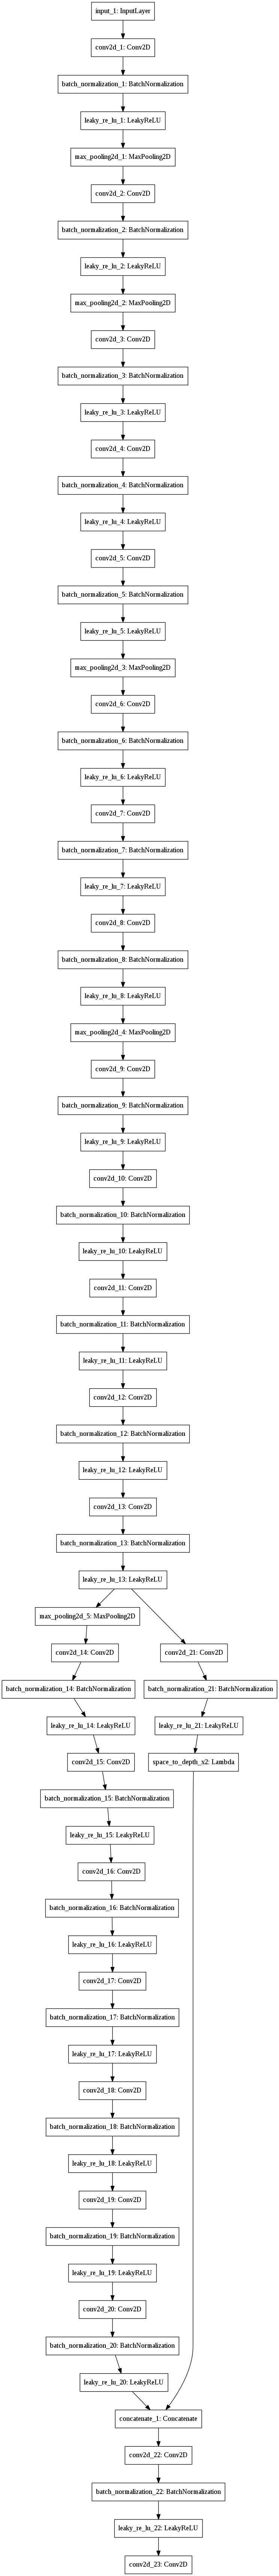 input_1: InputLayer
conv2d_1: Conv2D
batch_normalization_1: BatchNormalization
leaky_re_lu_1: LeakyReLU
max_pooling2d_1: MaxPooling2D
conv2d_2: Conv2D
batch_normalization_2: BatchNormalization
leaky_re_lu_2: LeakyReLU
max_pooling2d_2: MaxPooling2D
conv2d_3: Conv2D
batch_normalization_3: BatchNormalization
leaky_re_lu_3: LeakyReLU
conv2d_4: Conv2D
batch_normalization_4: BatchNormalization
leaky_re_lu_4: LeakyReLU
conv2d_5: Conv2D
batch_normalization_5: BatchNormalization
leaky_re_lu_5: LeakyReLU
max_pooling2d_3: MaxPooling2D
conv2d_6: Conv2D
batch_normalization_6: BatchNormalization
leaky_re_lu_6: LeakyReLU
conv2d_7: Conv2D
batch_normalization_7: BatchNormalization
leaky_re_lu_7: LeakyReLU
conv2d_8: Conv2D
batch_normalization_8: BatchNormalization
leaky_re_lu_8: LeakyReLU
max_pooling2d_4: MaxPooling2D
conv2d_9: Conv2D
batch_normalization_9: BatchNormalization
leaky_re_lu_9: LeakyReLU
conv2d_10: Conv2D
batch_normalization_10: BatchNormalization
leaky_re_lu_10: LeakyReLU
conv2d_11: Conv2D
batch_normalization_11: BatchNormalization
leaky_re_lu_11: LeakyReLU
conv2d_12: Conv2D
batch_normalization_12: BatchNormalization
leaky_re_lu_12: LeakyReLU
conv2d_13: Conv2D
batch_normalization_13: BatchNormalization
leaky_re_lu_13: LeakyReLU
max_pooling2d_5: MaxPooling2D
conv2d_14: Conv2D
conv2d_21: Conv2D
batch_normalization_14: BatchNormalization
batch_normalization_21: BatchNormalization
leaky_re_lu_14: LeakyReLU
leaky_re_lu_21: LeakyReLU
conv2d_15: Conv2D
space_to_depth_x2: Lambda
batch_normalization_15: BatchNormalization
leaky_re_lu_15: LeakyReLU
conv2d_16: Conv2D
batch_normalization_16: BatchNormalization
leaky_re_lu_16: LeakyReLU
conv2d_17: Conv2D
batch_normalization_17: BatchNormalization
leaky_re_lu_17: LeakyReLU
conv2d_18: Conv2D
batch_normalization_18: BatchNormalization
leaky_re_lu_18: LeakyReLU
conv2d_19: Conv2D
batch_normalization_19: BatchNormalization
leaky_re_lu_19: LeakyReLU
conv2d_20: Conv2D
batch_normalization_20: BatchNormalization
leaky_re_lu_20: LeakyReLU
concatenate_1: Concatenate
conv2d_22: Conv2D
batch_normalization_22: BatchNormalization
leaky_re_lu_22: LeakyReLU
conv2d_23: Conv2D